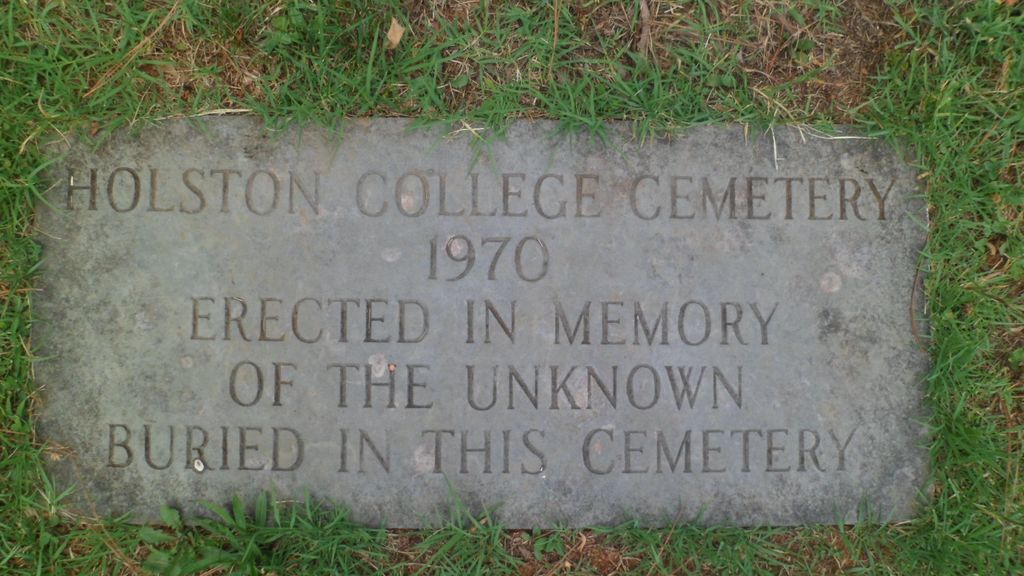 HOLSTON COLLEGE CEMETERY
1970
ERECTED IN MEMORY
OF THE UNKNOWN
BURIED IN THIS CEMETERY